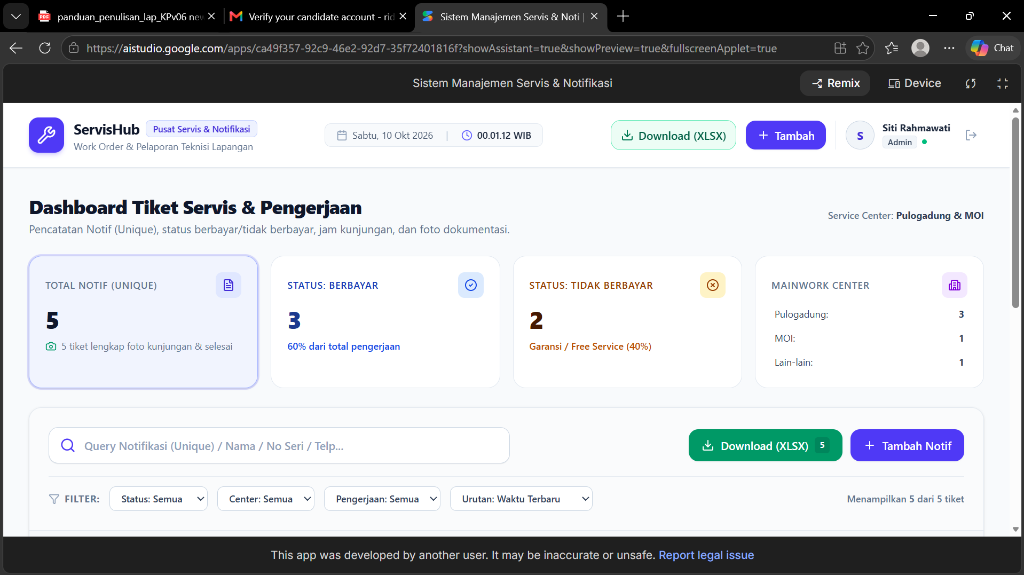 panduan_penulisan_lap_KPv06 new
Verify your candidate account - rid
Sistem Manajemen Servis & Noti
https://aistudio.google.com/apps/ca49f357-92c9-46e2-92d7-35f72401816f?showAssistant=true&showPreview=true&fullscreenApplet=true
Chat
Sistem Manajemen Servis & Notifikasi
Remix
Device
ServisHub
Pusat Servis & Notifikasi
Work Order & Pelaporan Teknisi Lapangan
Sabtu, 10 Okt 2026
00.01.12 WIB
Download (XLSX)
+ Tambah
S
Siti Rahmawati
Admin
Dashboard Tiket Servis & Pengerjaan
Pencatatan Notif (Unique), status berbayar/tidak berbayar, jam kunjungan, dan foto dokumentasi.
Service Center: Pulogadung & MOI
TOTAL NOTIF (UNIQUE)
5
5 tiket lengkap foto kunjungan & selesai
STATUS: BERBAYAR
3
60% dari total pengerjaan
STATUS: TIDAK BERBAYAR
2
Garansi / Free Service (40%)
MAINWORK CENTER
Pulogadung: 3
MOI: 1
Lain-lain: 1
Query Notifikasi (Unique) / Nama / No Seri / Telp...
Download (XLSX) 5
+ Tambah Notif
FILTER:
Status: Semua
Center: Semua
Pengerjaan: Semua
Urutan: Waktu Terbaru
Menampilkan 5 dari 5 tiket
This app was developed by another user. It may be inaccurate or unsafe. Report legal issue